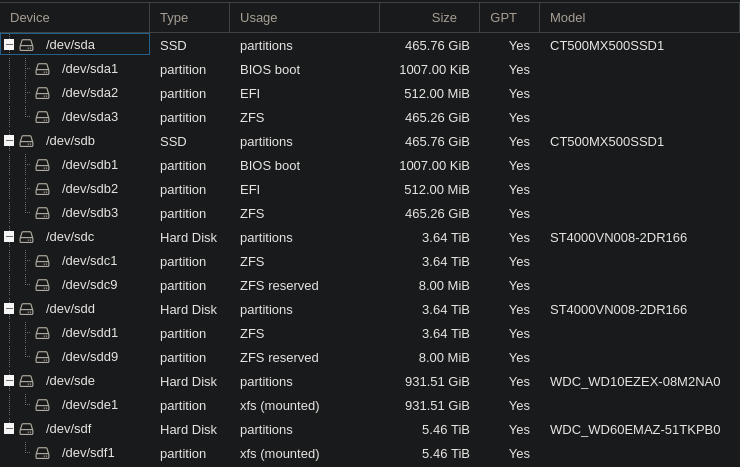 Device Type Usage Size GPT Model
/dev/sda SSD partitions 465.76 GiB Yes CT500MX500SSD1
/dev/sda1 partition BIOS boot 1007.00 KiB Yes
/dev/sda2 partition EFI 512.00 MiB Yes
/dev/sda3 partition ZFS 465.26 GiB Yes
/dev/sdb SSD partitions 465.76 GiB Yes CT500MX500SSD1
/dev/sdb1 partition BIOS boot 1007.00 KiB Yes
/dev/sdb2 partition EFI 512.00 MiB Yes
/dev/sdb3 partition ZFS 465.26 GiB Yes
/dev/sdc Hard Disk partitions 3.64 TiB Yes ST4000VN008-2DR166
/dev/sdc1 partition ZFS 3.64 TiB Yes
/dev/sdc9 partition ZFS reserved 8.00 MiB Yes
/dev/sdd Hard Disk partitions 3.64 TiB Yes ST4000VN008-2DR166
/dev/sdd1 partition ZFS 3.64 TiB Yes
/dev/sdd9 partition ZFS reserved 8.00 MiB Yes
/dev/sde Hard Disk partitions 931.51 GiB Yes WDC_WD10EZEX-08M2NA0
/dev/sde1 partition xfs (mounted) 931.51 GiB Yes
/dev/sdf Hard Disk partitions 5.46 TiB Yes WDC_WD60EMAZ-51TKPB0
/dev/sdf1 partition xfs (mounted) 5.46 TiB Yes